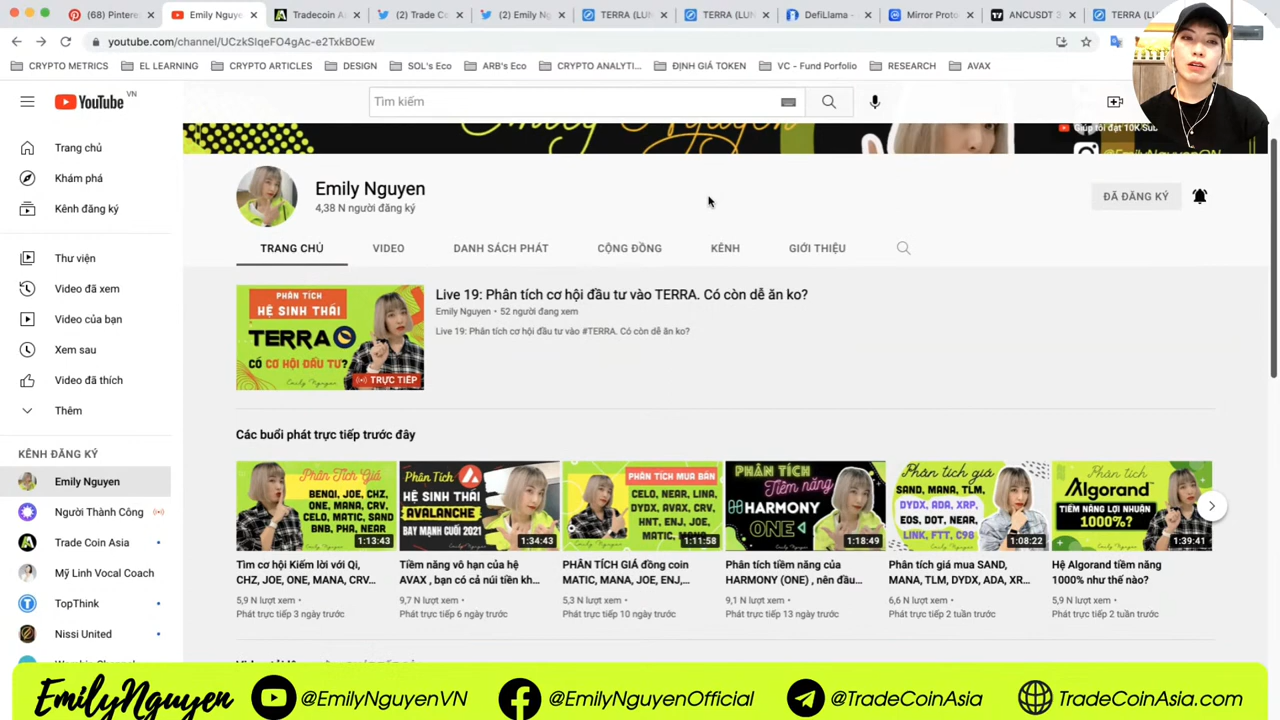 (68) Pinteres
Emily Nguye
Tradecoin As
(2) Trade Co
(2) Emily Ng
TERRA (LUN
TERRA (LUN
DefiLlama -
Mirror Proto
ANCUSDT 3
TERRA (LU
youtube.com/channel/UCzkSIqeFO4gAc-e2TxkBOEw
CRYPTO METRICS
EL LEARNING
CRYPTO ARTICLES
DESIGN
SOL's Eco
ARB's Eco
CRYPTO ANALYTI...
ĐỊNH GIÁ TOKEN
VC - Fund Porfolio
RESEARCH
AVAX
YouTube VN
Tìm kiếm
Emily Nguyen
Giúp tôi đạt 10K Sub
@EmilyNguyenVN
Trang chủ
Khám phá
Kênh đăng ký
Thư viện
Video đã xem
Video của bạn
Xem sau
Video đã thích
Thêm
KÊNH ĐĂNG KÝ
Emily Nguyen
Người Thành Công
Trade Coin Asia
Mỹ Linh Vocal Coach
TopThink
Nissi United
Emily Nguyen
4,38 N người đăng ký
ĐÃ ĐĂNG KÝ
TRANG CHỦ
VIDEO
DANH SÁCH PHÁT
CỘNG ĐỒNG
KÊNH
GIỚI THIỆU
PHÂN TÍCH
HỆ SINH THÁI
TERRA
CÓ CƠ HỘI ĐẦU TƯ?
Emily Nguyen
TRỰC TIẾP
Live 19: Phân tích cơ hội đầu tư vào TERRA. Có còn dễ ăn ko?
Emily Nguyen • 52 người đang xem
Live 19: Phân tích cơ hội đầu tư vào #TERRA. Có còn dễ ăn ko?
Các buổi phát trực tiếp trước đây
Phân Tích Giá
BENQI, JOE, CHZ,
ONE, MANA, CRV,
CELO, MATIC, SAND
BNB, PHA, NEAR
1:13:43
Tìm cơ hội Kiếm lời với Qi,
CHZ, JOE, ONE, MANA, CRV...
5,9 N lượt xem •
Phát trực tiếp 3 ngày trước
Phân Tích
HỆ SINH THÁI
AVALANCHE
BAY MẠNH CUỐI 2021
1:34:43
Tiềm năng vô hạn của hệ
AVAX , bạn có cả núi tiền kh...
9,7 N lượt xem •
Phát trực tiếp 6 ngày trước
PHÂN TÍCH MUA BÁN
CELO, NEAR, LINA,
DYDX, AVAX, CRV,
HNT, ENJ, JOE,
MATIC, MANA
1:11:58
PHÂN TÍCH GIÁ đồng coin
MATIC, MANA, JOE, ENJ,...
5,3 N lượt xem •
Phát trực tiếp 10 ngày trước
PHÂN TÍCH
Tiềm năng
HARMONY
ONE
1:18:49
Phân tích tiềm năng của
HARMONY (ONE) , nên đầu...
9,1 N lượt xem •
Phát trực tiếp 13 ngày trước
Phân tích giá
SAND, MANA, TLM,
DYDX, ADA, XRP,
EOS, DOT, NEAR,
LINK, FTT, C98
1:08:22
Phân tích giá mua SAND,
MANA, TLM, DYDX, ADA, XR...
6,6 N lượt xem •
Phát trực tiếp 2 tuần trước
Phân tích
Algorand
TIỀM NĂNG LỢI NHUẬN
1000%?
1:39:41
Hệ Algorand tiềm năng
1000% như thế nào?
5,9 N lượt xem •
Phát trực tiếp 2 tuần trước
EmilyNguyen
@EmilyNguyenVN
@EmilyNguyenOfficial
@TradeCoinAsia
TradeCoinAsia.com